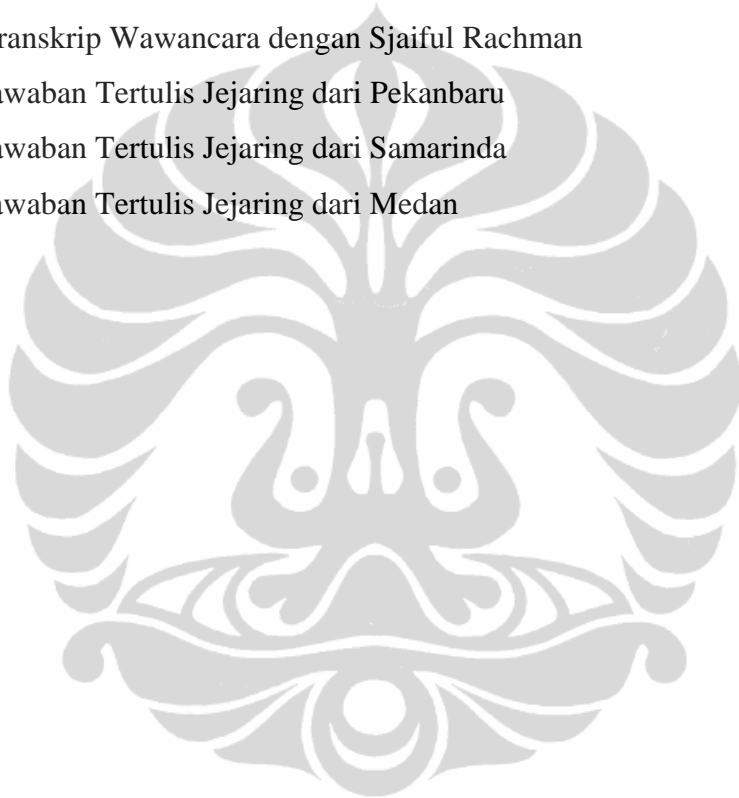 ranskrip Wawancara dengan Sjaiful Rachman
awaban Tertulis Jejaring dari Pekanbaru
awaban Tertulis Jejaring dari Samarinda
awaban Tertulis Jejaring dari Medan